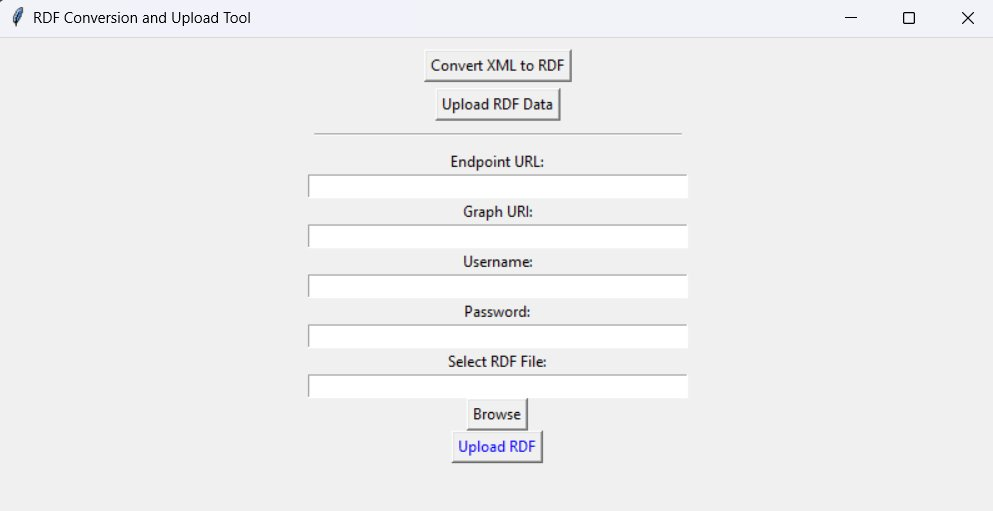 RDF Conversion and Upload Tool
Convert XML to RDF
Upload RDF Data
Endpoint URL:
Graph URI:
Username:
Password:
Select RDF File:
Browse
Upload RDF